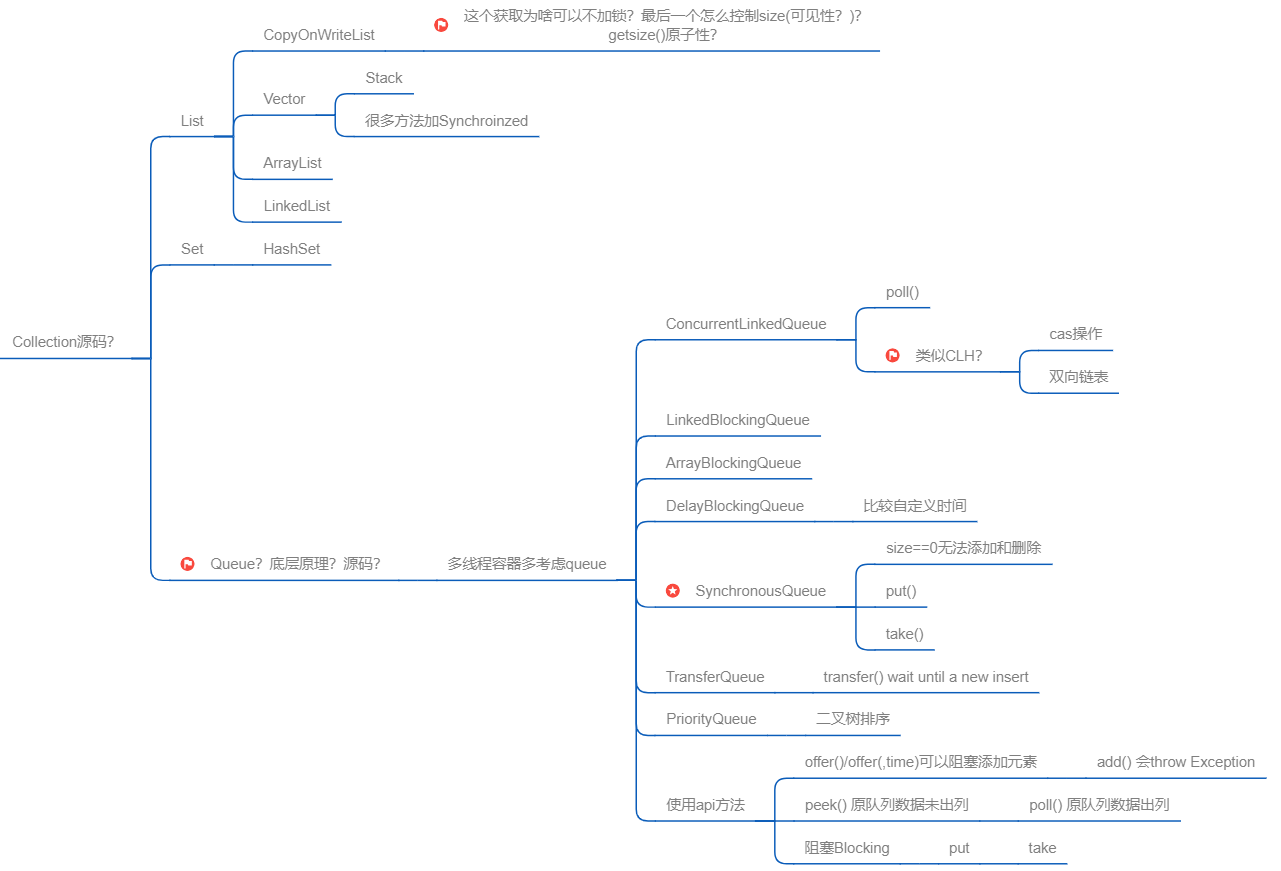 Collection源码?
List
CopyOnWriteList
这个获取为啥可以不加锁？最后一个怎么控制size(可见性？)?
getsize()原子性?
Vector
Stack
很多方法加Synchroinzed
ArrayList
LinkedList
Set
HashSet
Queue？底层原理？源码？
多线程容器多考虑queue
ConcurrentLinkedQueue
poll()
类似CLH?
cas操作
双向链表
LinkedBlockingQueue
ArrayBlockingQueue
DelayBlockingQueue
比较自定义时间
SynchronousQueue
size==0无法添加和删除
put()
take()
TransferQueue
transfer() wait until a new insert
PriorityQueue
二叉树排序
使用api方法
offer()/offer(,time)可以阻塞添加元素
add() 会throw Exception
peek() 原队列数据未出列
poll() 原队列数据出列
阻塞Blocking
put
take